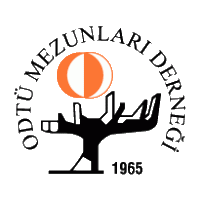 ODTÜ MEZUNLARI DERNEĞİ
1965